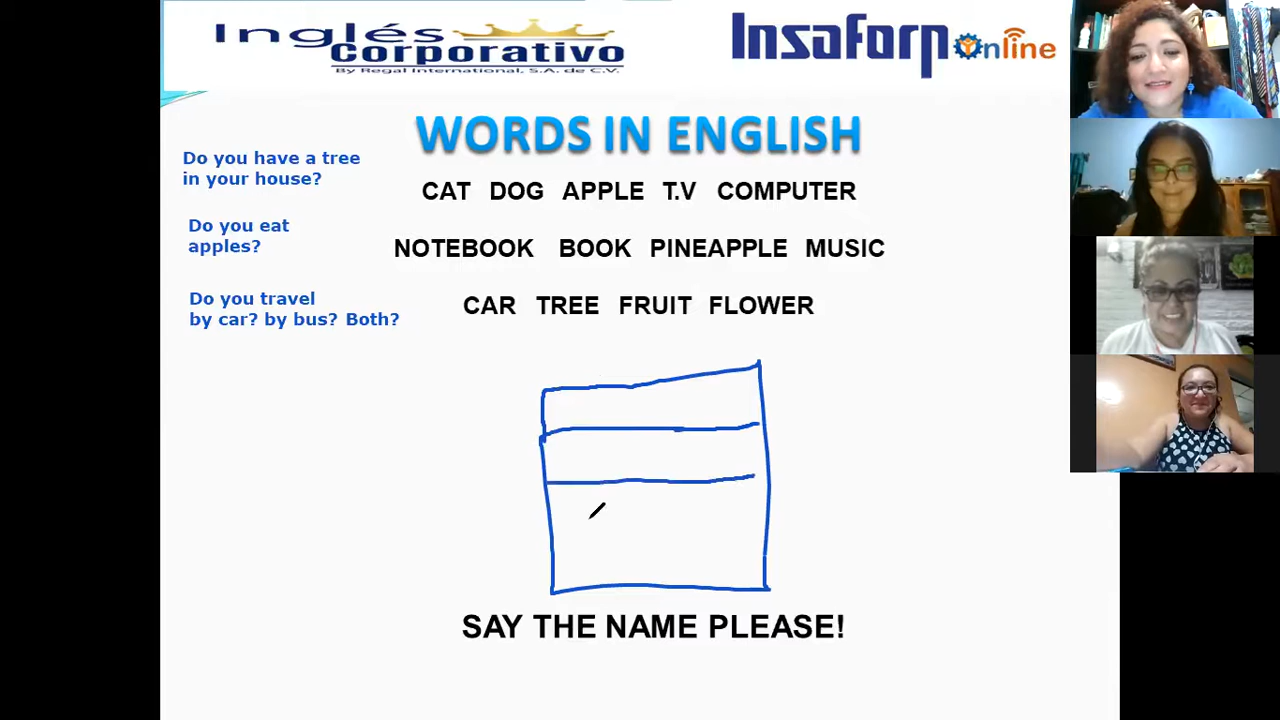 Inglés
Corporativo
By Regal International, S.A. de C.V.
Insaforp Online
WORDS IN ENGLISH
Do you have a tree
in your house?
CAT DOG APPLE T.V COMPUTER
Do you eat
apples?
NOTEBOOK BOOK PINEAPPLE MUSIC
Do you travel
by car? by bus? Both?
CAR TREE FRUIT FLOWER
SAY THE NAME PLEASE!